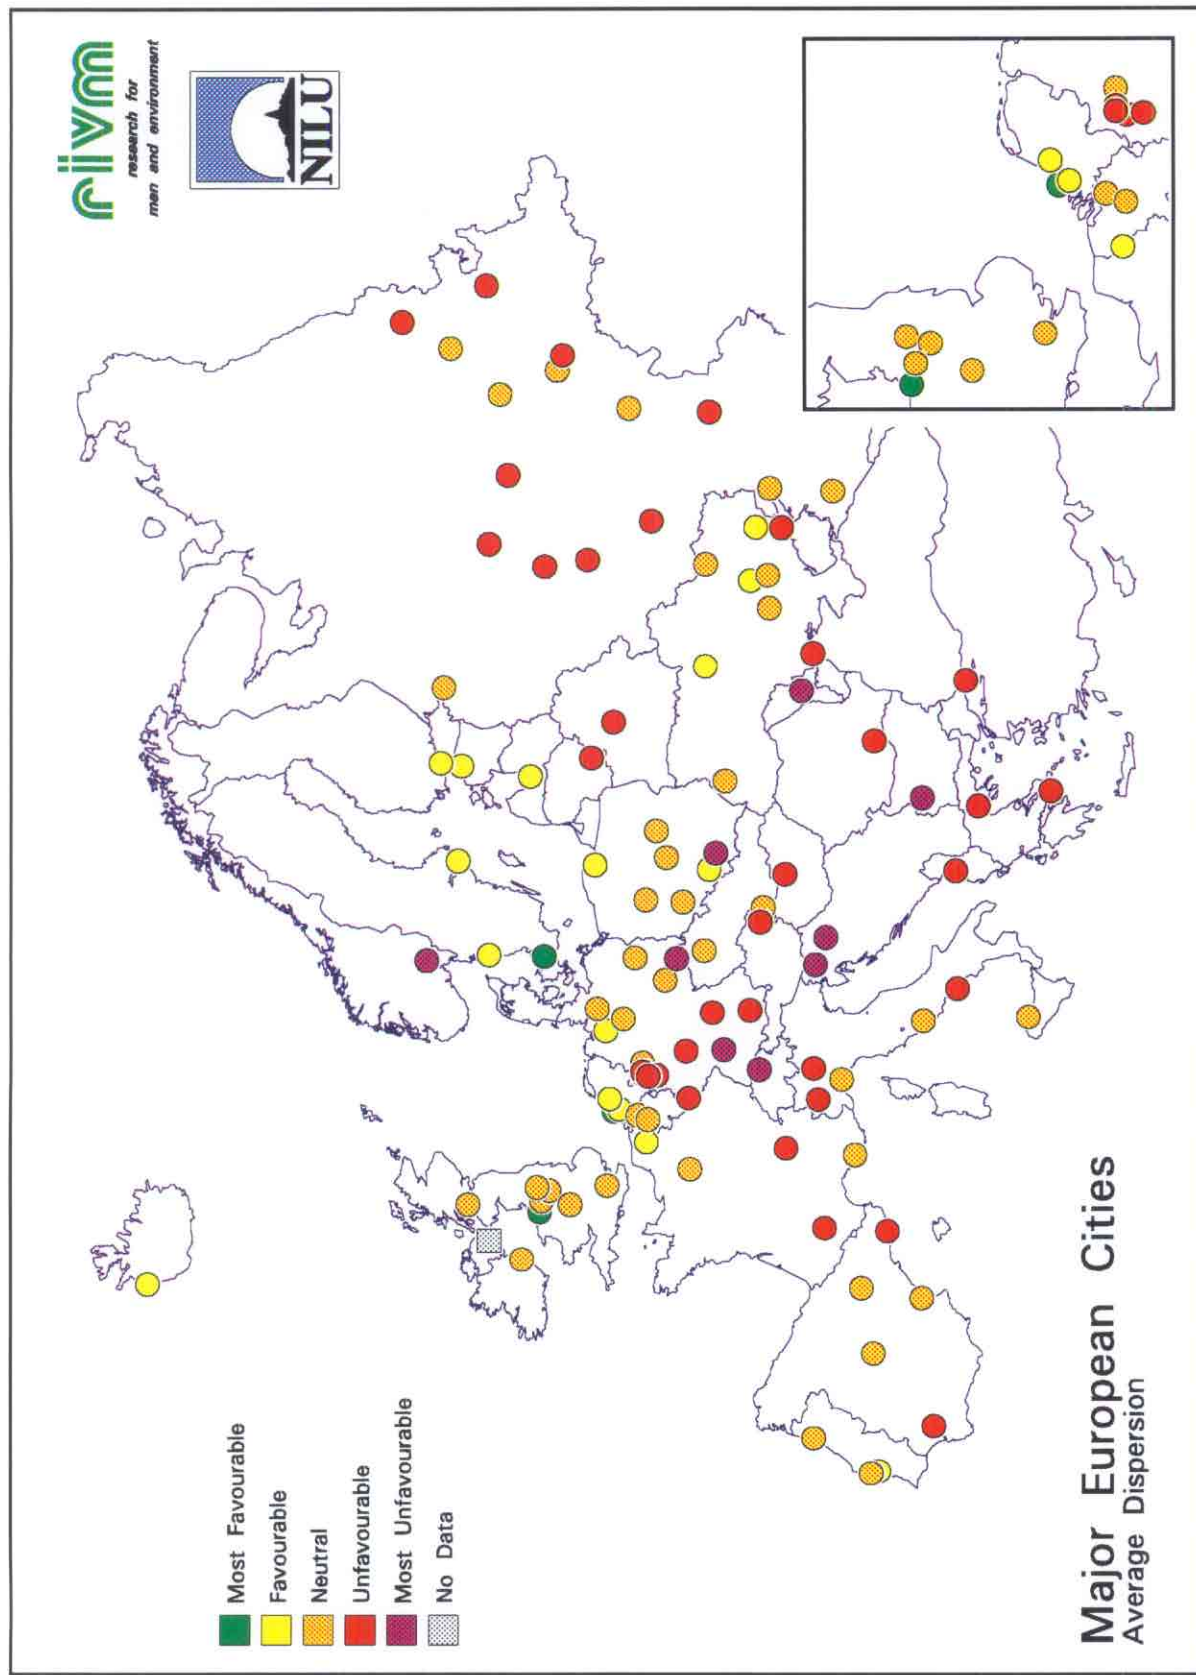 riivm
research for
man and environment
NILU
Most Favourable
Favourable
Neutral
Unfavourable
Most Unfavourable
No Data
Major European Cities
Average Dispersion